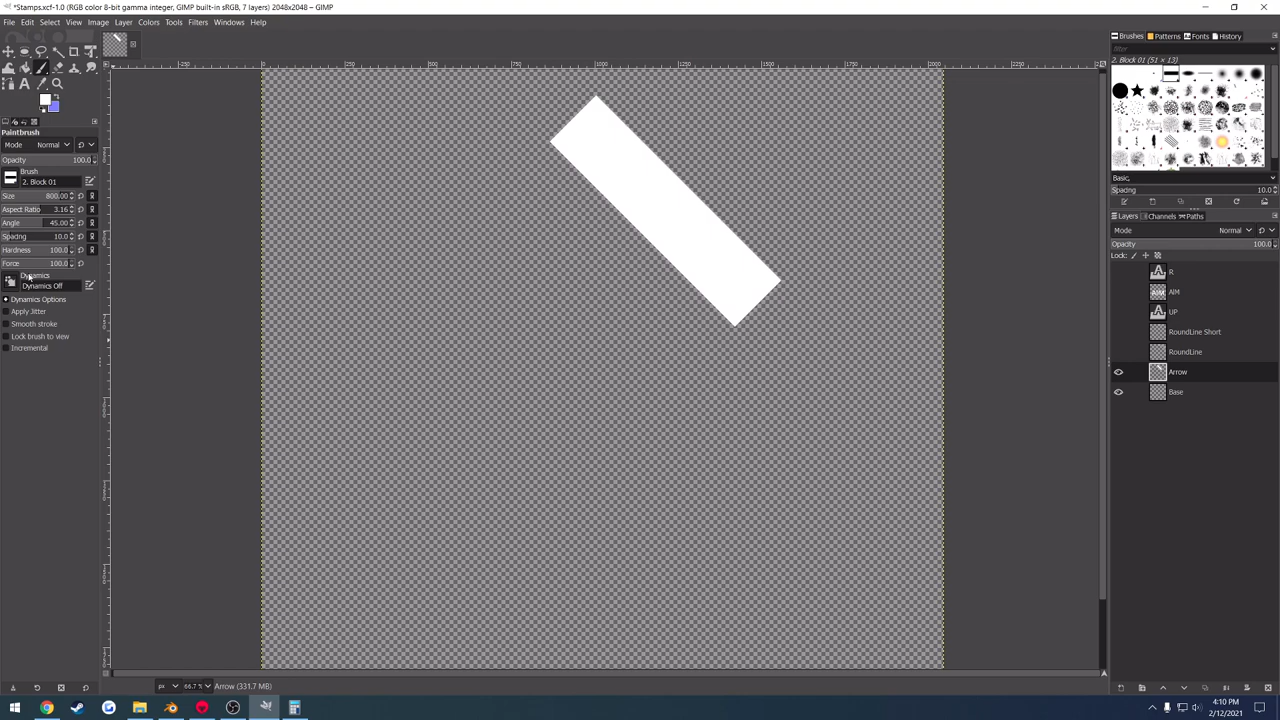 *Stamps.xcf-1.0 (RGB color 8-bit gamma integer, GIMP built-in sRGB, 7 layers) 2048x2048 – GIMP
File Edit Select View Image Layer Colors Tools Filters Windows Help
Brushes Patterns Fonts History
filter
2. Block 01 (51 × 13)
Paintbrush
Mode Normal
Opacity 100.0
Brush
2. Block 01
Size 800.00
Aspect Ratio 3.16
Angle 45.00
Spacing 10.0
Hardness 100.0
Force 100.0
Dynamics
Dynamics Off
Dynamics Options
Apply Jitter
Smooth stroke
Lock brush to view
Incremental
Basic,
Spacing 10.0
Layers Channels Paths
Mode Normal
Opacity 100.0
Lock:
R
AIM
UP
RoundLine Short
RoundLine
Arrow
Base
px 66.7 Arrow (331.7 MB)
4:10 PM
2/12/2021